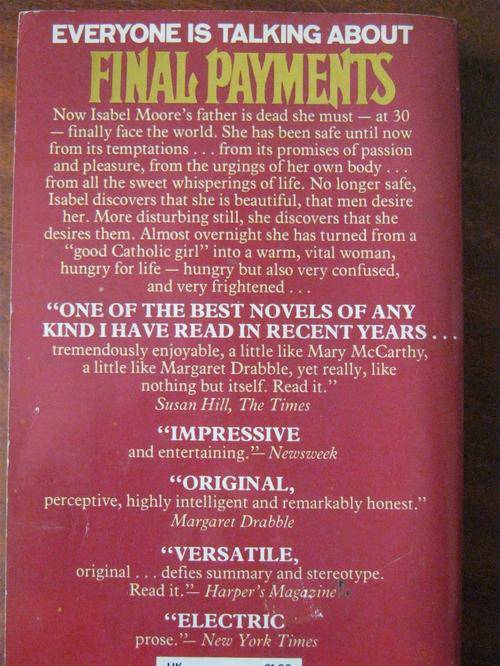 EVERYONE IS TALKING ABOUT
FINAL PAYMENTS
Now Isabel Moore's father is dead she must — at 30
— finally face the world. She has been safe until now
from its temptations . . . from its promises of passion
and pleasure, from the urgings of her own body . . .
from all the sweet whisperings of life. No longer safe,
Isabel discovers that she is beautiful, that men desire
her. More disturbing still, she discovers that she
desires them. Almost overnight she has turned from a
"good Catholic girl" into a warm, vital woman,
hungry for life — hungry but also very confused,
and very frightened . . .
"ONE OF THE BEST NOVELS OF ANY
KIND I HAVE READ IN RECENT YEARS . . .
tremendously enjoyable, a little like Mary McCarthy,
a little like Margaret Drabble, yet really, like
nothing but itself. Read it."
Susan Hill, The Times
"IMPRESSIVE
and entertaining."— Newsweek
"ORIGINAL,
perceptive, highly intelligent and remarkably honest."
Margaret Drabble
"VERSATILE,
original . . . defies summary and stereotype.
Read it."— Harper's Magazine
"ELECTRIC
prose."— New York Times
UK